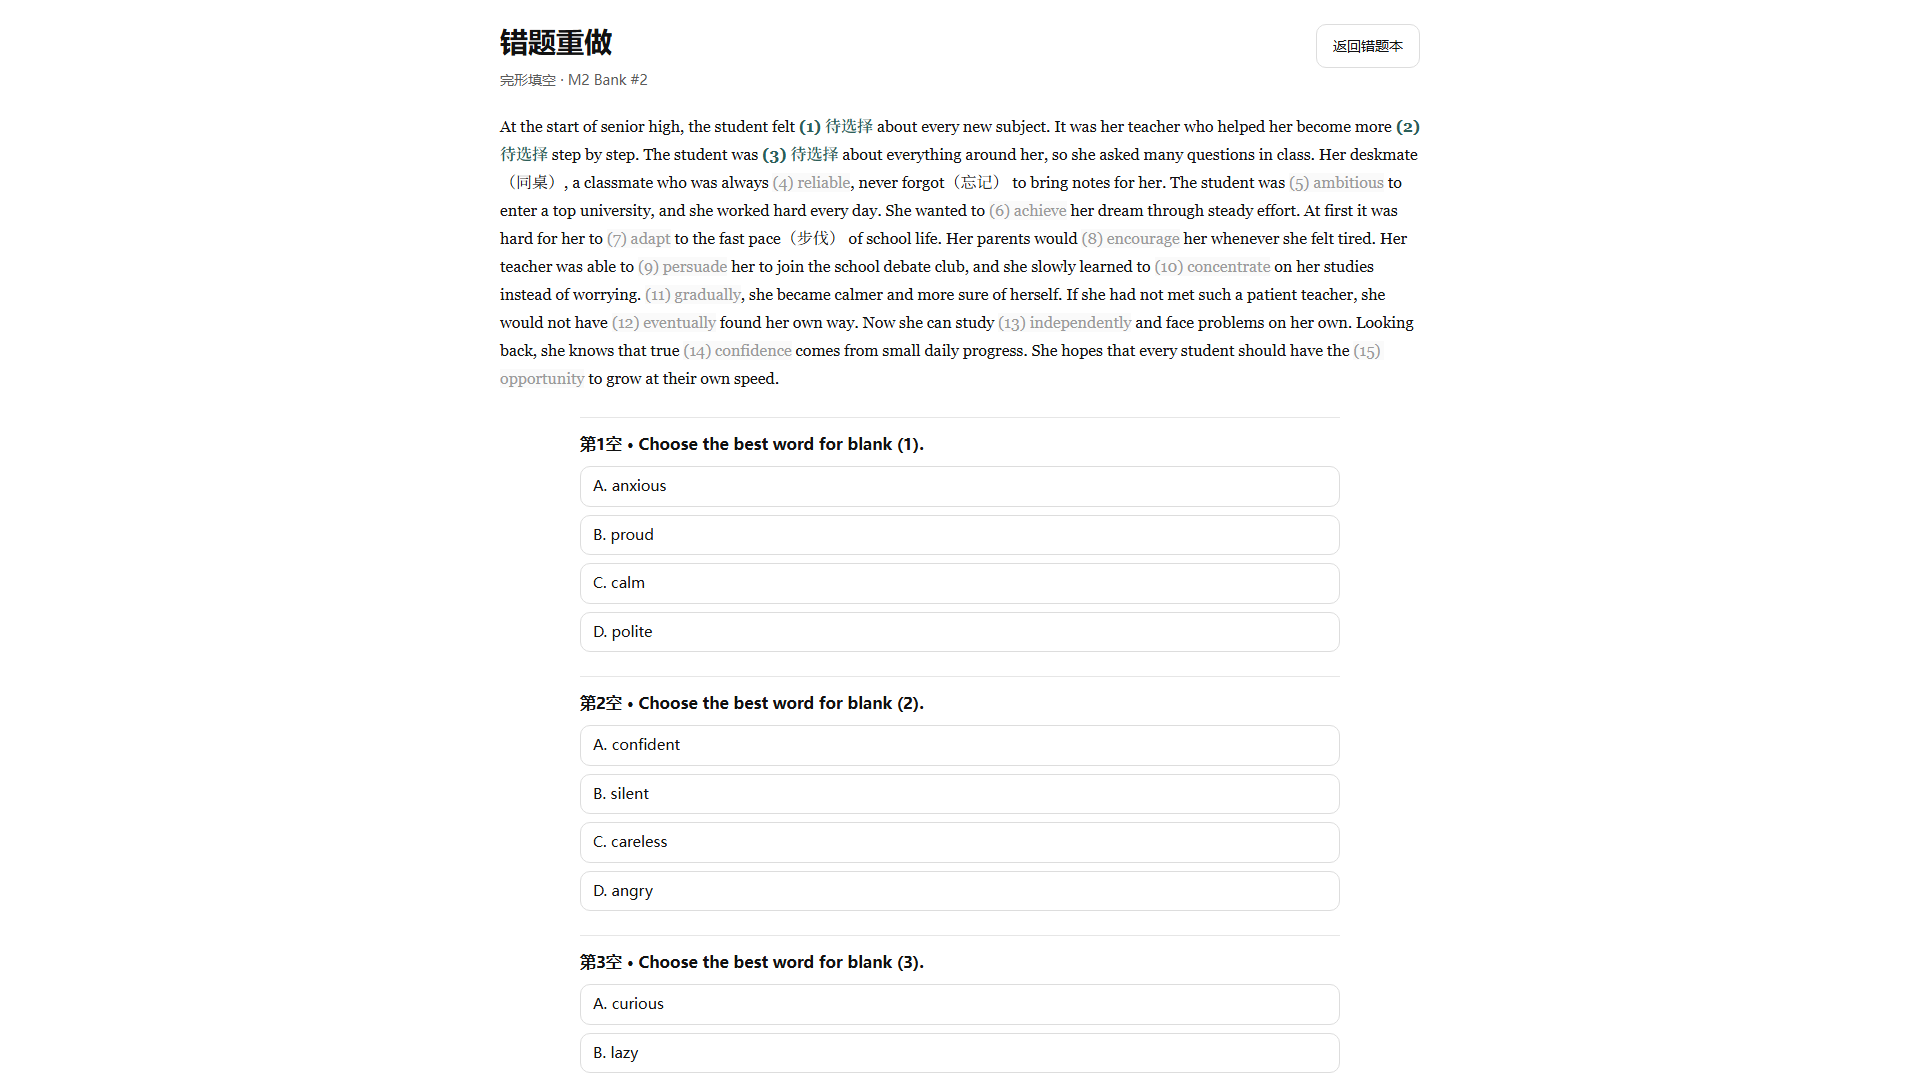 错题重做
返回错题本
完形填空 · M2 Bank #2
At the start of senior high, the student felt (1) 待选择 about every new subject. It was her teacher who helped her become more (2)
待选择 step by step. The student was (3) 待选择 about everything around her, so she asked many questions in class. Her deskmate
（同桌）, a classmate who was always (4) reliable, never forgot（忘记） to bring notes for her. The student was (5) ambitious to
enter a top university, and she worked hard every day. She wanted to (6) achieve her dream through steady effort. At first it was
hard for her to (7) adapt to the fast pace（步伐） of school life. Her parents would (8) encourage her whenever she felt tired. Her
teacher was able to (9) persuade her to join the school debate club, and she slowly learned to (10) concentrate on her studies
instead of worrying. (11) gradually, she became calmer and more sure of herself. If she had not met such a patient teacher, she
would not have (12) eventually found her own way. Now she can study (13) independently and face problems on her own. Looking
back, she knows that true (14) confidence comes from small daily progress. She hopes that every student should have the (15)
opportunity to grow at their own speed.
第1空 • Choose the best word for blank (1).
A. anxious
B. proud
C. calm
D. polite
第2空 • Choose the best word for blank (2).
A. confident
B. silent
C. careless
D. angry
第3空 • Choose the best word for blank (3).
A. curious
B. lazy